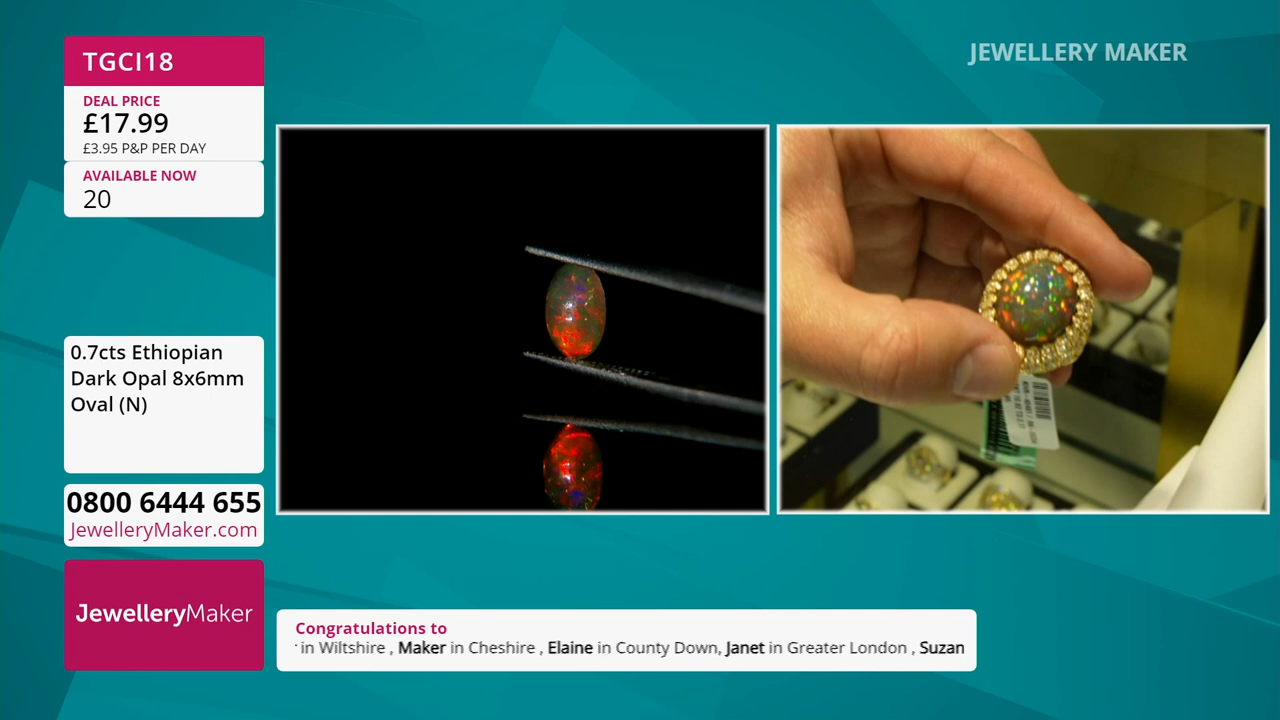 TGCI18
DEAL PRICE
£17.99
£3.95 P&P PER DAY
AVAILABLE NOW
20
0.7cts Ethiopian
Dark Opal 8x6mm
Oval (N)
0800 6444 655
JewelleryMaker.com
JewelleryMaker
JEWELLERY MAKER
Congratulations to
in Wiltshire , Maker in Cheshire , Elaine in County Down, Janet in Greater London , Suzan